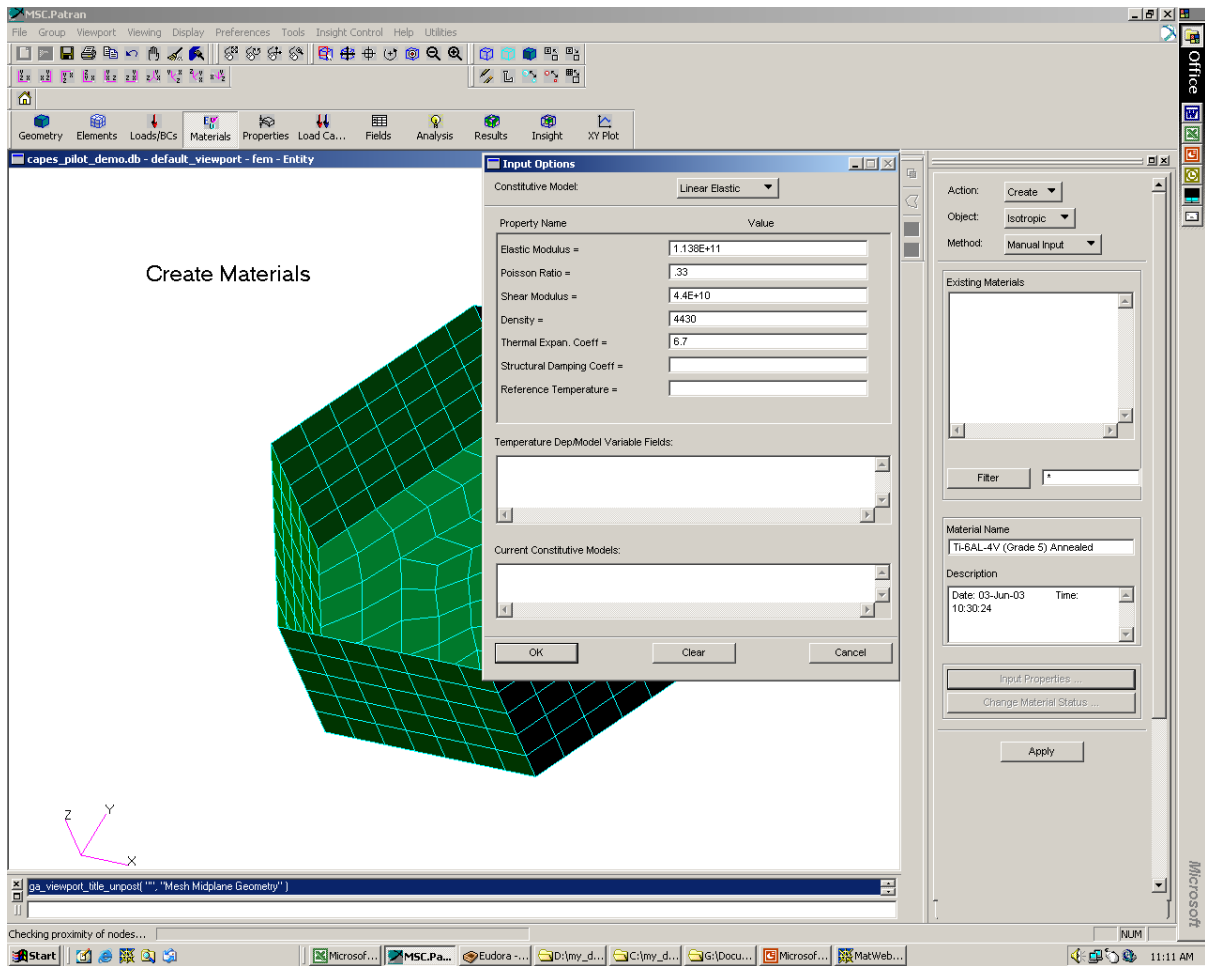 MSC.Patran
File Group Viewport Viewing Display Preferences Tools Insight Control Help Utilities
Geometry Elements Loads/BCs Materials Properties Load Ca... Fields Analysis Results Insight XY Plot
capes_pilot_demo.db - default_viewport - fem - Entity
Create Materials
Z Y X
Input Options
Constitutive Model: Linear Elastic
Property Name Value
Elastic Modulus = 1.138E+11
Poisson Ratio = .33
Shear Modulus = 4.4E+10
Density = 4430
Thermal Expan. Coeff = 6.7
Structural Damping Coeff =
Reference Temperature =
Temperature Dep/Model Variable Fields:
Current Constitutive Models:
OK Clear Cancel
Action: Create
Object: Isotropic
Method: Manual Input
Existing Materials
Filter *
Material Name
Ti-6AL-4V (Grade 5) Annealed
Description
Date: 03-Jun-03 Time:
10:30:24
Input Properties ...
Change Material Status ...
Apply
Office
Microsoft
ga_viewport_title_unpost( "", "Mesh Midplane Geometry" )
Checking proximity of nodes...
NUM
Start Microsof... MSC.Pa... Eudora -... D:\my_d... C:\my_d... G:\Docu... Microsof... MatWeb... 11:11 AM